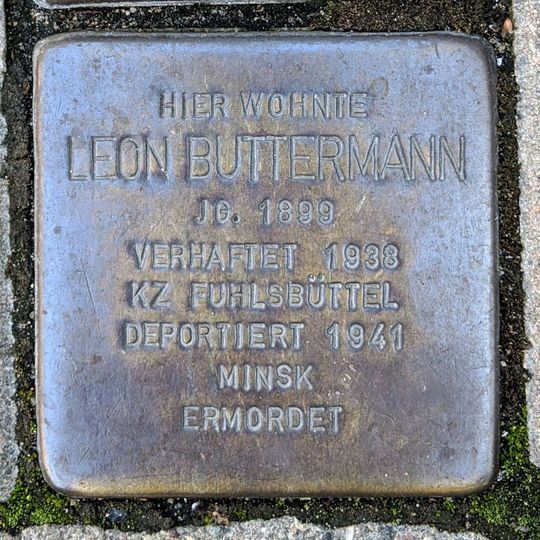 HIER WOHNTE
LEON BUTTERMANN
JG. 1899
VERHAFTET 1938
KZ FUHLSBÜTTEL
DEPORTIERT 1941
MINSK
ERMORDET